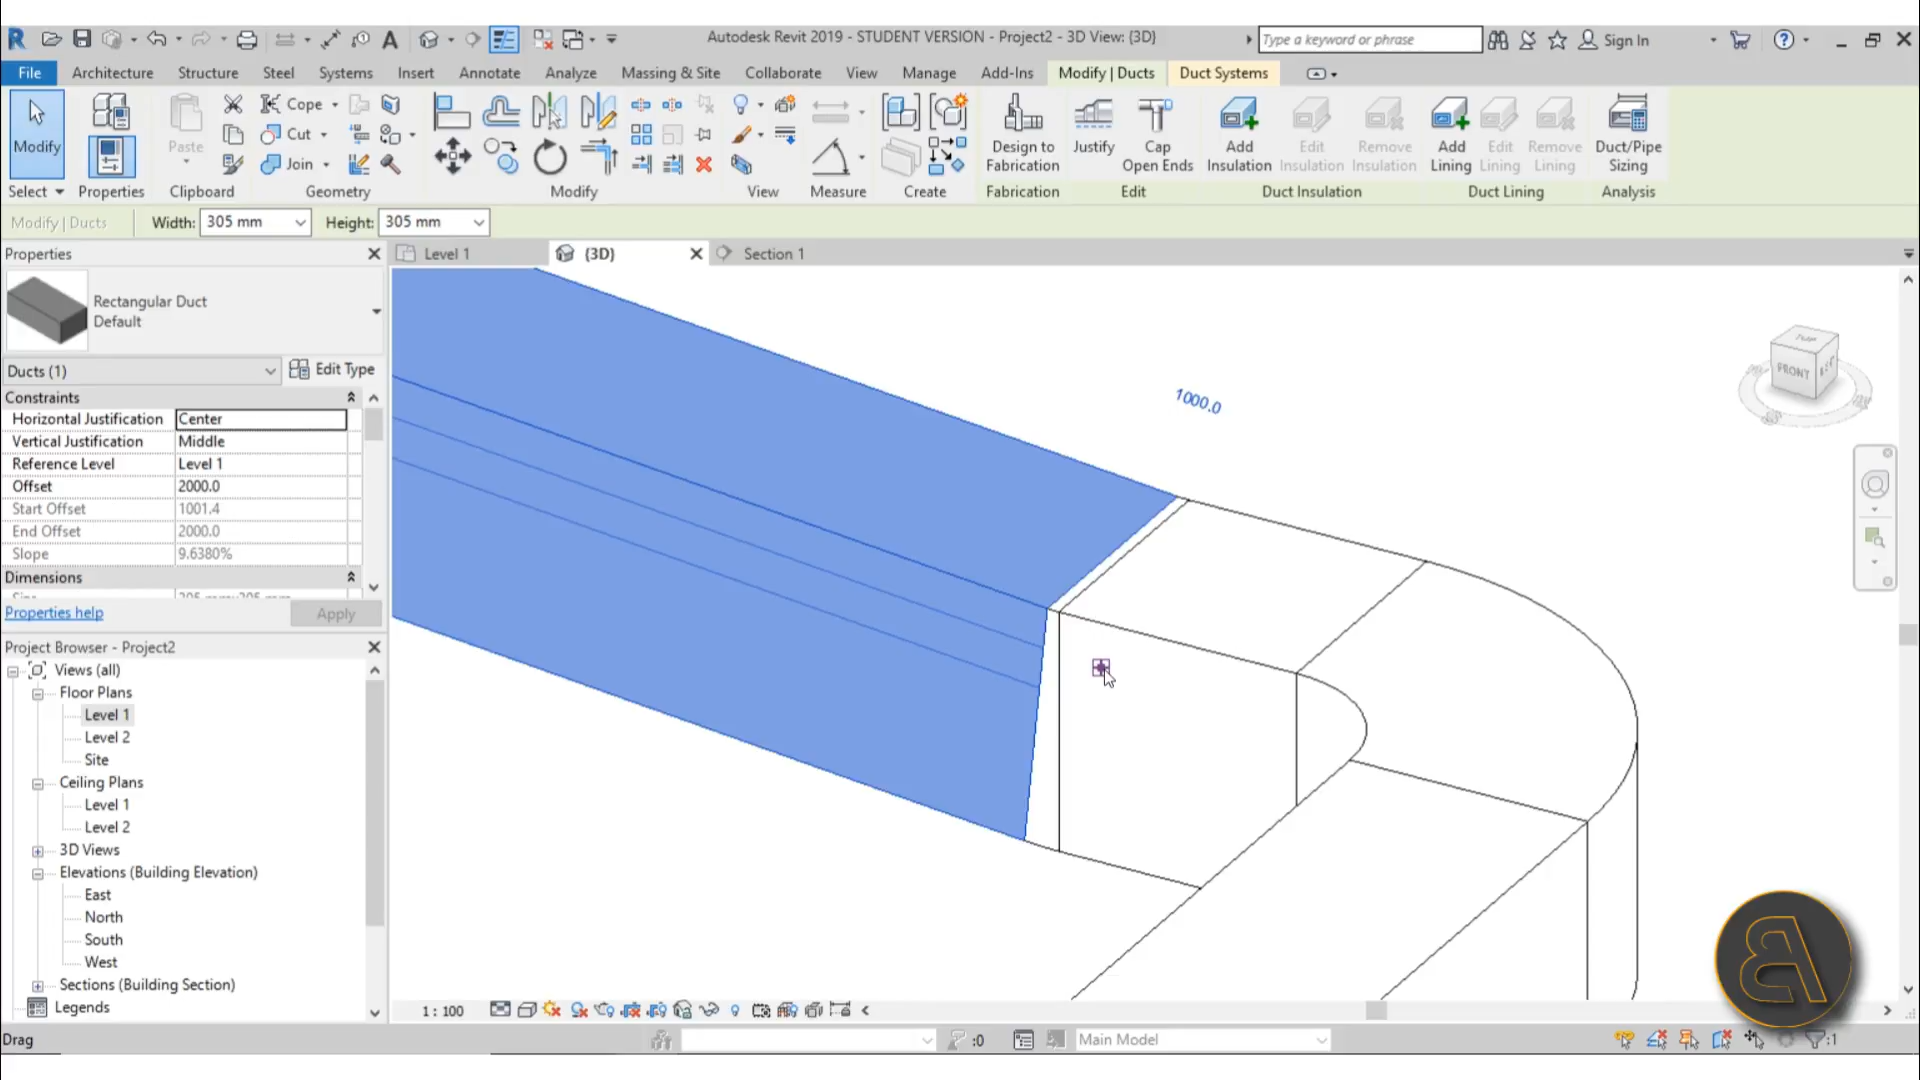 Autodesk Revit 2019 - STUDENT VERSION - Project2 - 3D View: {3D}
Type a keyword or phrase
Sign In
File
Architecture
Structure
Steel
Systems
Insert
Annotate
Analyze
Massing & Site
Collaborate
View
Manage
Add-Ins
Modify | Ducts
Duct Systems
Modify
Paste
Cope
Cut
Join
Design to
Fabrication
Justify
Cap
Open Ends
Add
Insulation
Edit
Insulation
Remove
Insulation
Add
Lining
Edit
Lining
Remove
Lining
Duct/Pipe
Sizing
Select
Properties
Clipboard
Geometry
Modify
View
Measure
Create
Fabrication
Edit
Duct Insulation
Duct Lining
Analysis
Modify | Ducts
Width: 305 mm
Height: 305 mm
Properties
Level 1
{3D}
Section 1
Rectangular Duct
Default
Ducts (1)
Edit Type
Constraints
Horizontal Justification Center
Vertical Justification Middle
Reference Level Level 1
Offset 2000.0
Start Offset 1001.4
End Offset 2000.0
Slope 9.6380%
Dimensions
Properties help
Apply
1000.0
FRONT
Project Browser - Project2
Views (all)
Floor Plans
Level 1
Level 2
Site
Ceiling Plans
Level 1
Level 2
3D Views
Elevations (Building Elevation)
East
North
South
West
Sections (Building Section)
Legends
1 : 100
Drag
:0
Main Model
:1